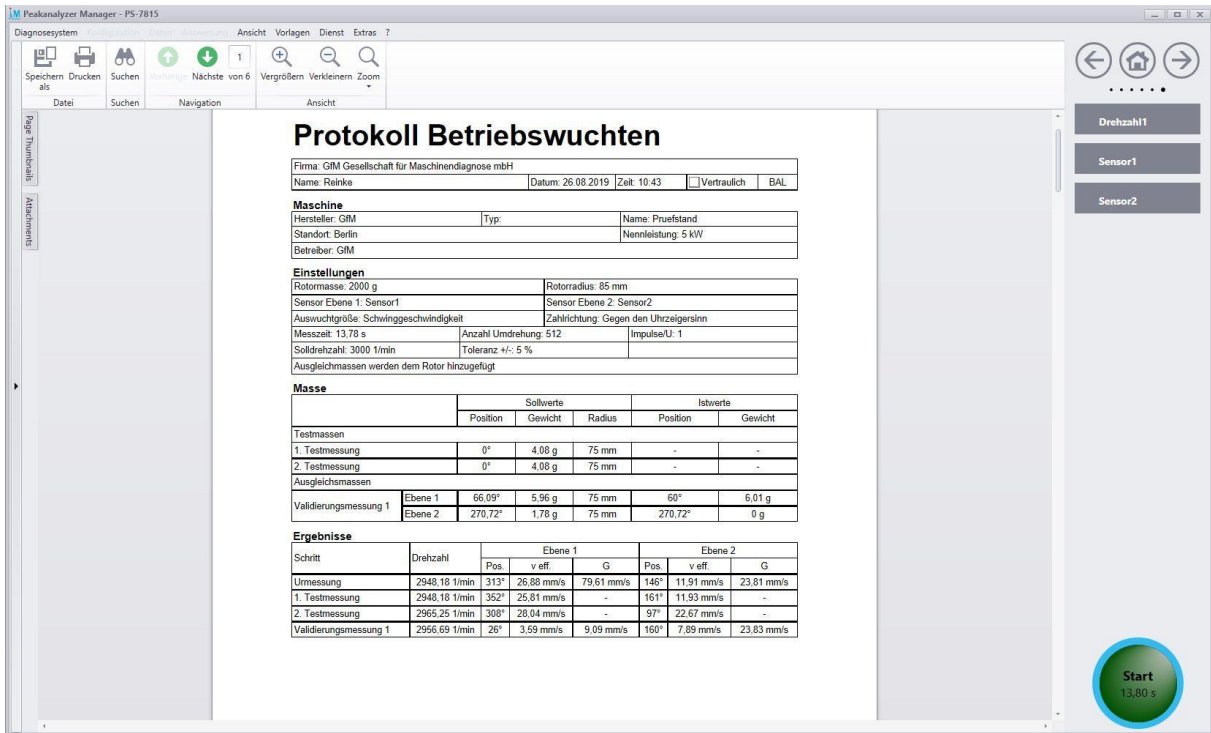 Peakanalyzer Manager - PS-7815
Diagnosesystem Ansicht Vorlagen Dienst Extras ?
1
Speichern als Drucken Suchen Nächste von 6 Vergrößern Verkleinern Zoom
Datei Suchen Navigation Ansicht
Page Thumbnails
Attachments
Protokoll Betriebswuchten
Firma: GfM Gesellschaft für Maschinendiagnose mbH
Name: Reinke Datum: 26.08.2019 Zeit: 10:43 Vertraulich BAL
Maschine
Hersteller: GfM Typ: Name: Pruefstand
Standort: Berlin Nennleistung: 5 kW
Betreiber: GfM
Einstellungen
Rotormasse: 2000 g Rotorradius: 85 mm
Sensor Ebene 1: Sensor1 Sensor Ebene 2: Sensor2
Auswuchtgröße: Schwinggeschwindigkeit Zahlrichtung: Gegen den Uhrzeigersinn
Messzeit: 13,78 s Anzahl Umdrehung: 512 Impulse/U: 1
Solldrehzahl: 3000 1/min Toleranz +/-: 5 %
Ausgleichmassen werden dem Rotor hinzugefügt
Masse
Sollwerte Istwerte
Position Gewicht Radius Position Gewicht
Testmassen
1. Testmessung 0° 4,08 g 75 mm - -
2. Testmessung 0° 4,08 g 75 mm - -
Ausgleichsmassen
Validierungsmessung 1 Ebene 1 66,09° 5,96 g 75 mm 60° 6,01 g
Ebene 2 270,72° 1,78 g 75 mm 270,72° 0 g
Ergebnisse
Schritt Drehzahl Ebene 1 Ebene 2
Pos. v eff. G Pos. v eff. G
Urmessung 2948,18 1/min 313° 26,88 mm/s 79,61 mm/s 146° 11,91 mm/s 23,81 mm/s
1. Testmessung 2948,18 1/min 352° 25,81 mm/s - 161° 11,93 mm/s -
2. Testmessung 2965,25 1/min 308° 28,04 mm/s - 97° 22,67 mm/s -
Validierungsmessung 1 2956,69 1/min 26° 3,59 mm/s 9,09 mm/s 160° 7,89 mm/s 23,83 mm/s
Drehzahl1
Sensor1
Sensor2
Start
13,80 s